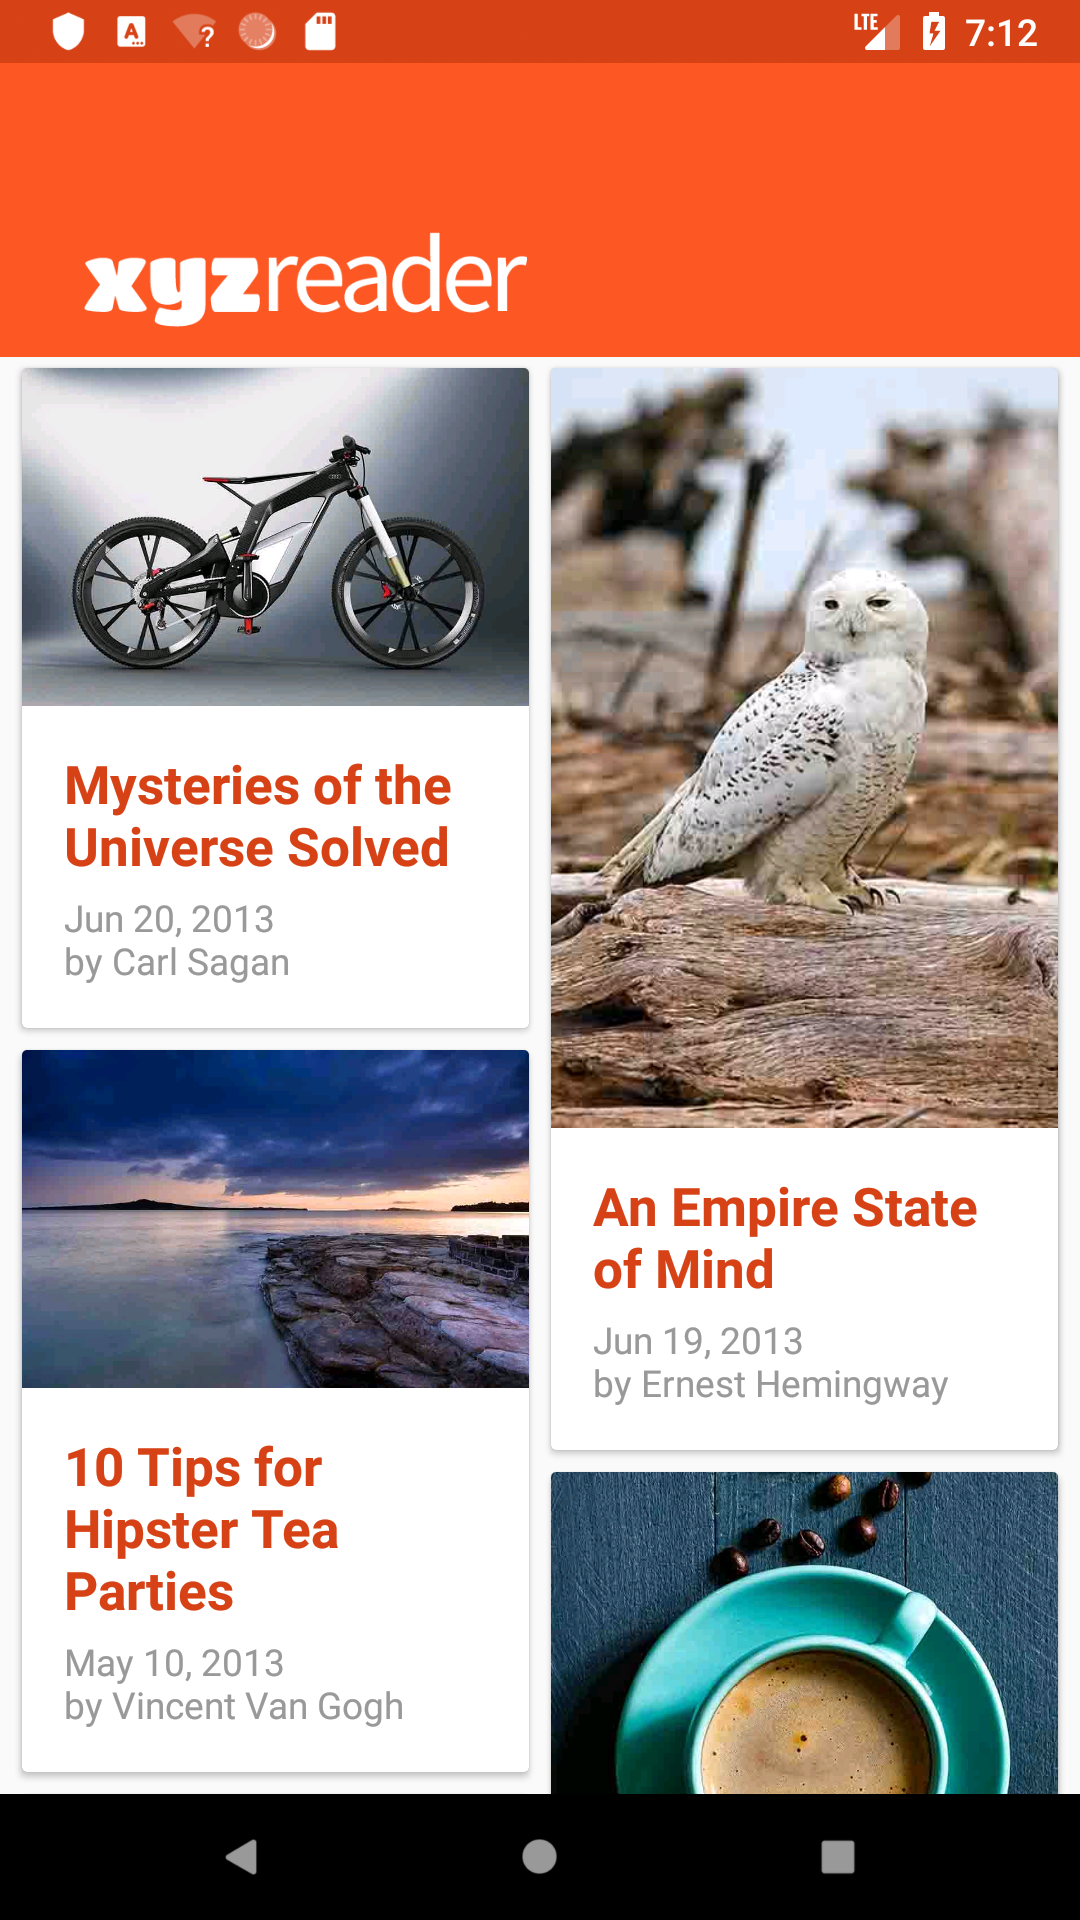 LTE 7:12
xyzreader
Mysteries of the
Universe Solved
Jun 20, 2013
by Carl Sagan
An Empire State
of Mind
Jun 19, 2013
by Ernest Hemingway
10 Tips for
Hipster Tea
Parties
May 10, 2013
by Vincent Van Gogh